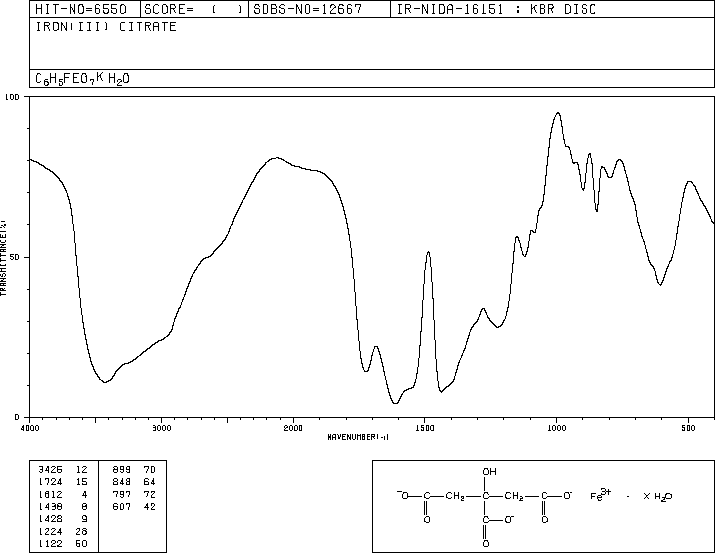 HIT-NO=6550 SCORE= ( ) SDBS-NO=12667 IR-NIDA-16151 : KBR DISC
IRON(III) CITRATE
C6H5FEO7 X H2O
100
50
0
TRANSMITTANCE(%)
4000 3000 2000 1500 1000 500
WAVENUMBER(-1)
3425 12 899 70
1724 15 848 64
1612 4 797 72
1438 8 607 42
1428 9
1224 28
1122 50
OH
-O C CH2 C CH2 C O- Fe3+ · X H2O
O C O- O
O